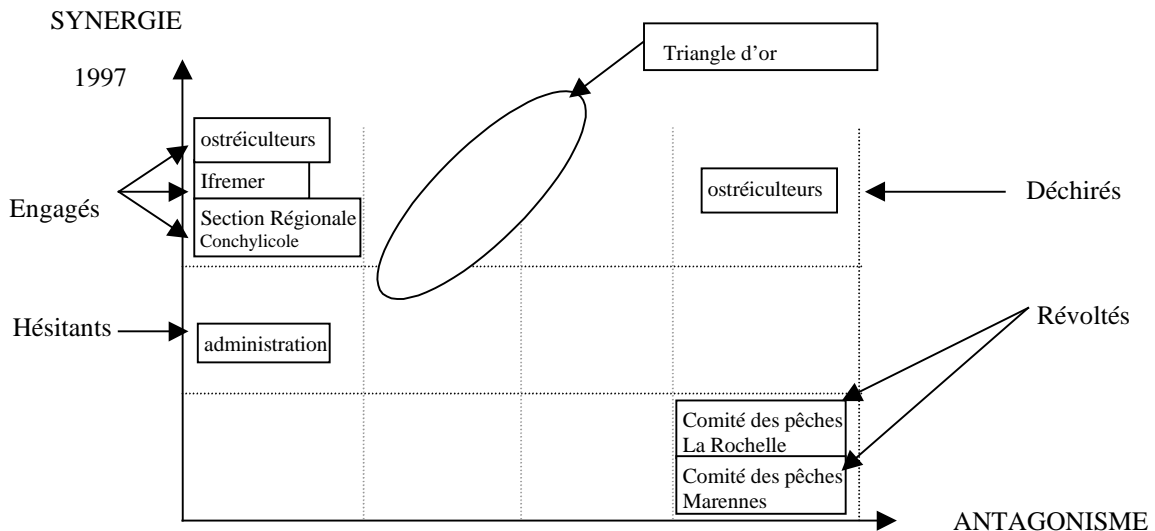 SYNERGIE
Triangle d'or
1997
ostréiculteurs
Ifremer
ostréiculteurs
Déchirés
Engagés
Section Régionale
Conchylicole
Hésitants
administration
Révoltés
Comité des pêches
La Rochelle
Comité des pêches
Marennes
ANTAGONISME